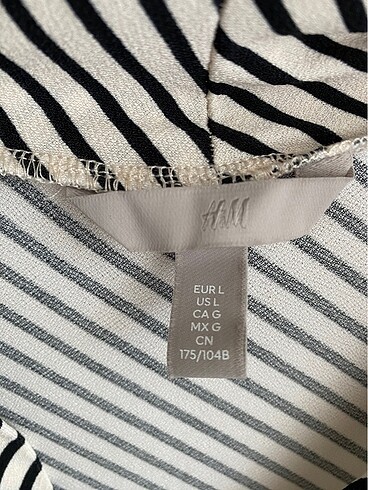 H&M
EUR L
US L
CA G
MX G
CN
175/104B